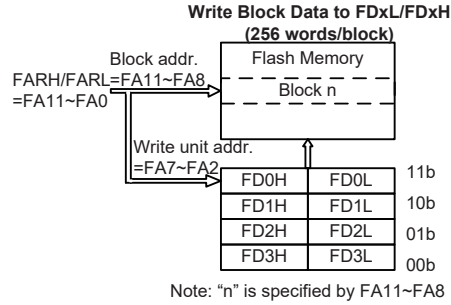 Write Block Data to FDxL/FDxH
(256 words/block)
Block addr.
FARH/FARL=FA11~FA8
=FA11~FA0
Flash Memory
Block n
Write unit addr.
=FA7~FA2
FD0H FD0L 11b
FD1H FD1L 10b
FD2H FD2L 01b
FD3H FD3L 00b
Note: “n” is specified by FA11~FA8